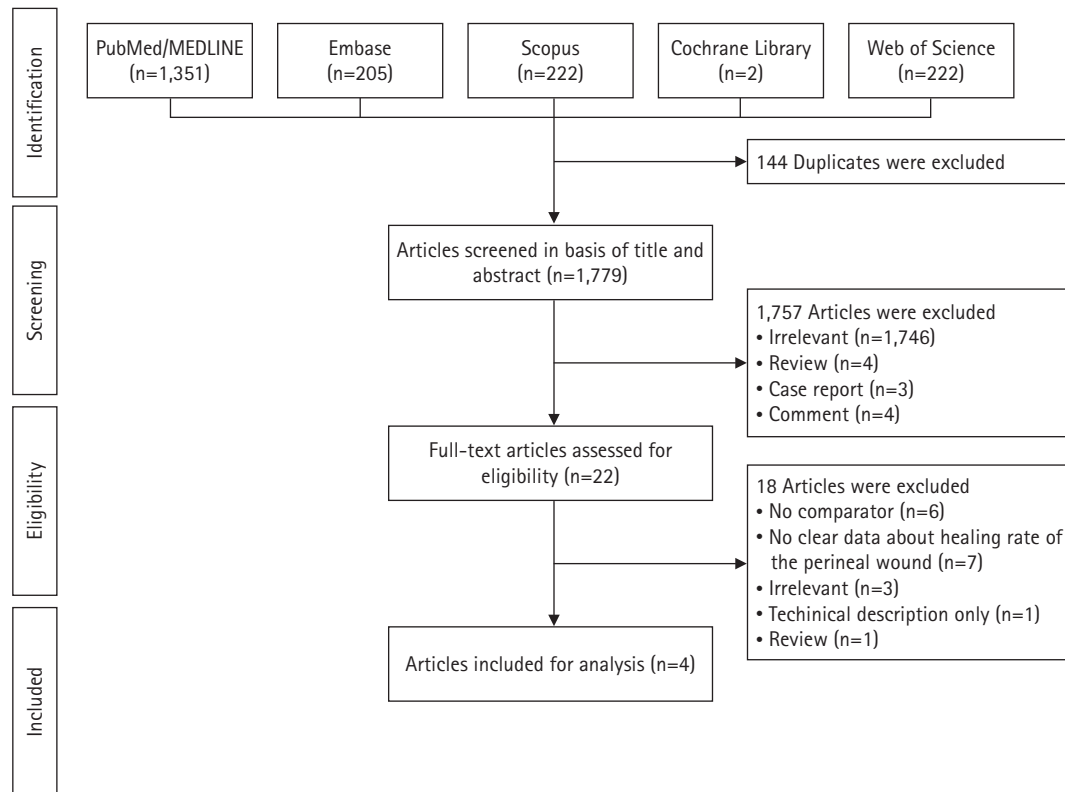 Identification
PubMed/MEDLINE
(n=1,351)
Embase
(n=205)
Scopus
(n=222)
Cochrane Library
(n=2)
Web of Science
(n=222)
144 Duplicates were excluded
Screening
Articles screened in basis of title and
abstract (n=1,779)
1,757 Articles were excluded
• Irrelevant (n=1,746)
• Review (n=4)
• Case report (n=3)
• Comment (n=4)
Eligibility
Full-text articles assessed for
eligibility (n=22)
18 Articles were excluded
• No comparator (n=6)
• No clear data about healing rate of
the perineal wound (n=7)
• Irrelevant (n=3)
• Techinical description only (n=1)
• Review (n=1)
Included
Articles included for analysis (n=4)